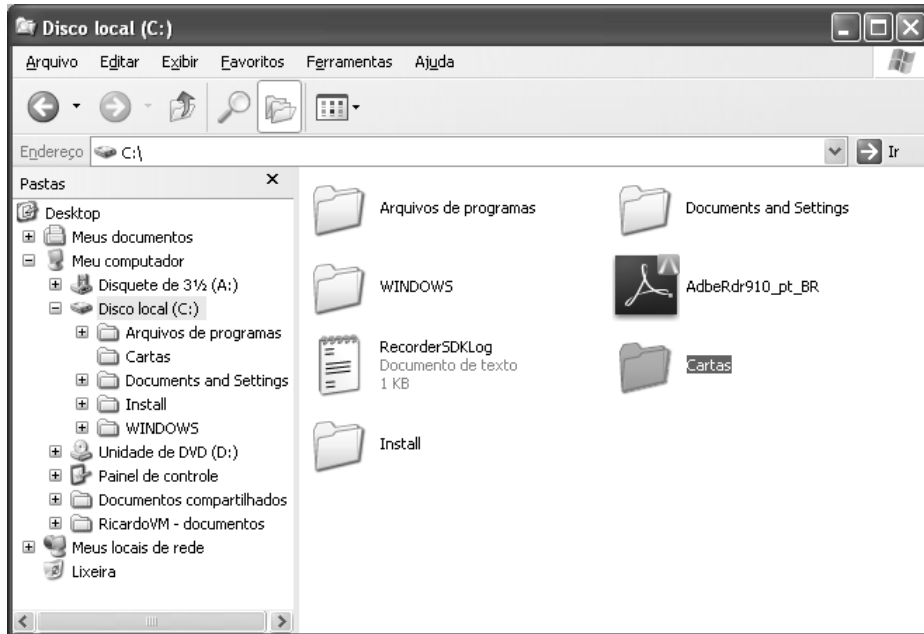 Disco local (C:)
Arquivo Editar Exibir Favoritos Ferramentas Ajuda
Endereço C:\ Ir
Pastas
Desktop
Meus documentos
Meu computador
Disquete de 3½ (A:)
Disco local (C:)
Arquivos de programas
Cartas
Documents and Settings
Install
WINDOWS
Unidade de DVD (D:)
Painel de controle
Documentos compartilhados
RicardoVM - documentos
Meus locais de rede
Lixeira
Arquivos de programas
Documents and Settings
WINDOWS
AdbeRdr910_pt_BR
RecorderSDKLog
Documento de texto
1 KB
Cartas
Install